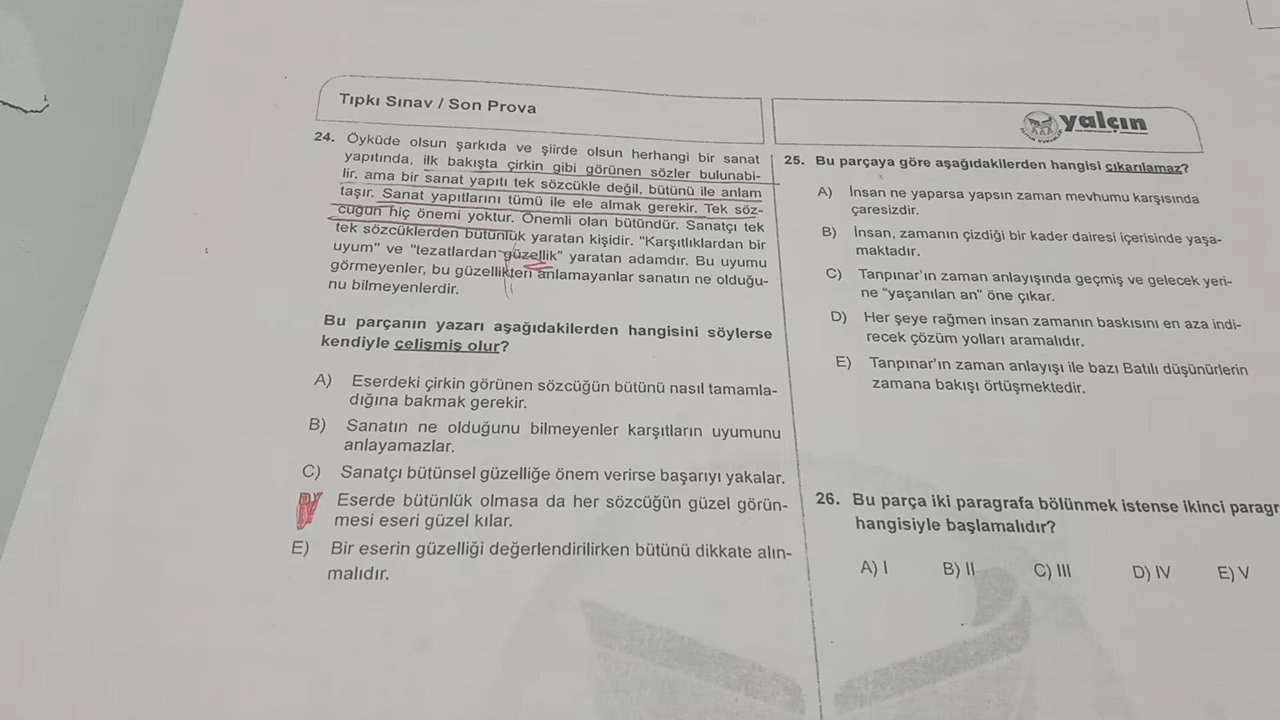 Tıpkı Sınav / Son Prova
24. Öyküde olsun şarkıda ve şiirde olsun herhangi bir sanat
yapıtında, ilk bakışta çirkin gibi görünen sözler bulunabi-
lir, ama bir sanat yapıtı tek sözcükle değil, bütünü ile anlam
taşır. Sanat yapıtlarını tümü ile ele almak gerekir. Tek söz-
cüğün hiç önemi yoktur. Önemli olan bütündür. Sanatçı tek
tek sözcüklerden bütünlük yaratan kişidir. "Karşıtlıklardan bir
uyum" ve "tezatlardan güzellik" yaratan adamdır. Bu uyumu
görmeyenler, bu güzellikten anlamayanlar sanatın ne olduğu-
nu bilmeyenlerdir.
Bu parçanın yazarı aşağıdakilerden hangisini söylerse
kendiyle çelişmiş olur?
A) Eserdeki çirkin görünen sözcüğün bütünü nasıl tamamla-
dığına bakmak gerekir.
B) Sanatın ne olduğunu bilmeyenler karşıtların uyumunu
anlayamazlar.
C) Sanatçı bütünsel güzelliğe önem verirse başarıyı yakalar.
Eserde bütünlük olmasa da her sözcüğün güzel görün-
mesi eseri güzel kılar.
E) Bir eserin güzelliği değerlendirilirken bütünü dikkate alın-
malıdır.
yalçın
25. Bu parçaya göre aşağıdakilerden hangisi çıkarılamaz?
A) İnsan ne yaparsa yapsın zaman mevhumu karşısında
çaresizdir.
B) İnsan, zamanın çizdiği bir kader dairesi içerisinde yaşa-
maktadır.
C) Tanpınar'ın zaman anlayışında geçmiş ve gelecek yeri-
ne "yaşanılan an" öne çıkar.
D) Her şeye rağmen insan zamanın baskısını en aza indi-
recek çözüm yolları aramalıdır.
E) Tanpınar'ın zaman anlayışı ile bazı Batılı düşünürlerin
zamana bakışı örtüşmektedir.
26. Bu parça iki paragrafa bölünmek istense ikinci paragr
hangisiyle başlamalıdır?
A) I B) II C) III D) IV E) V